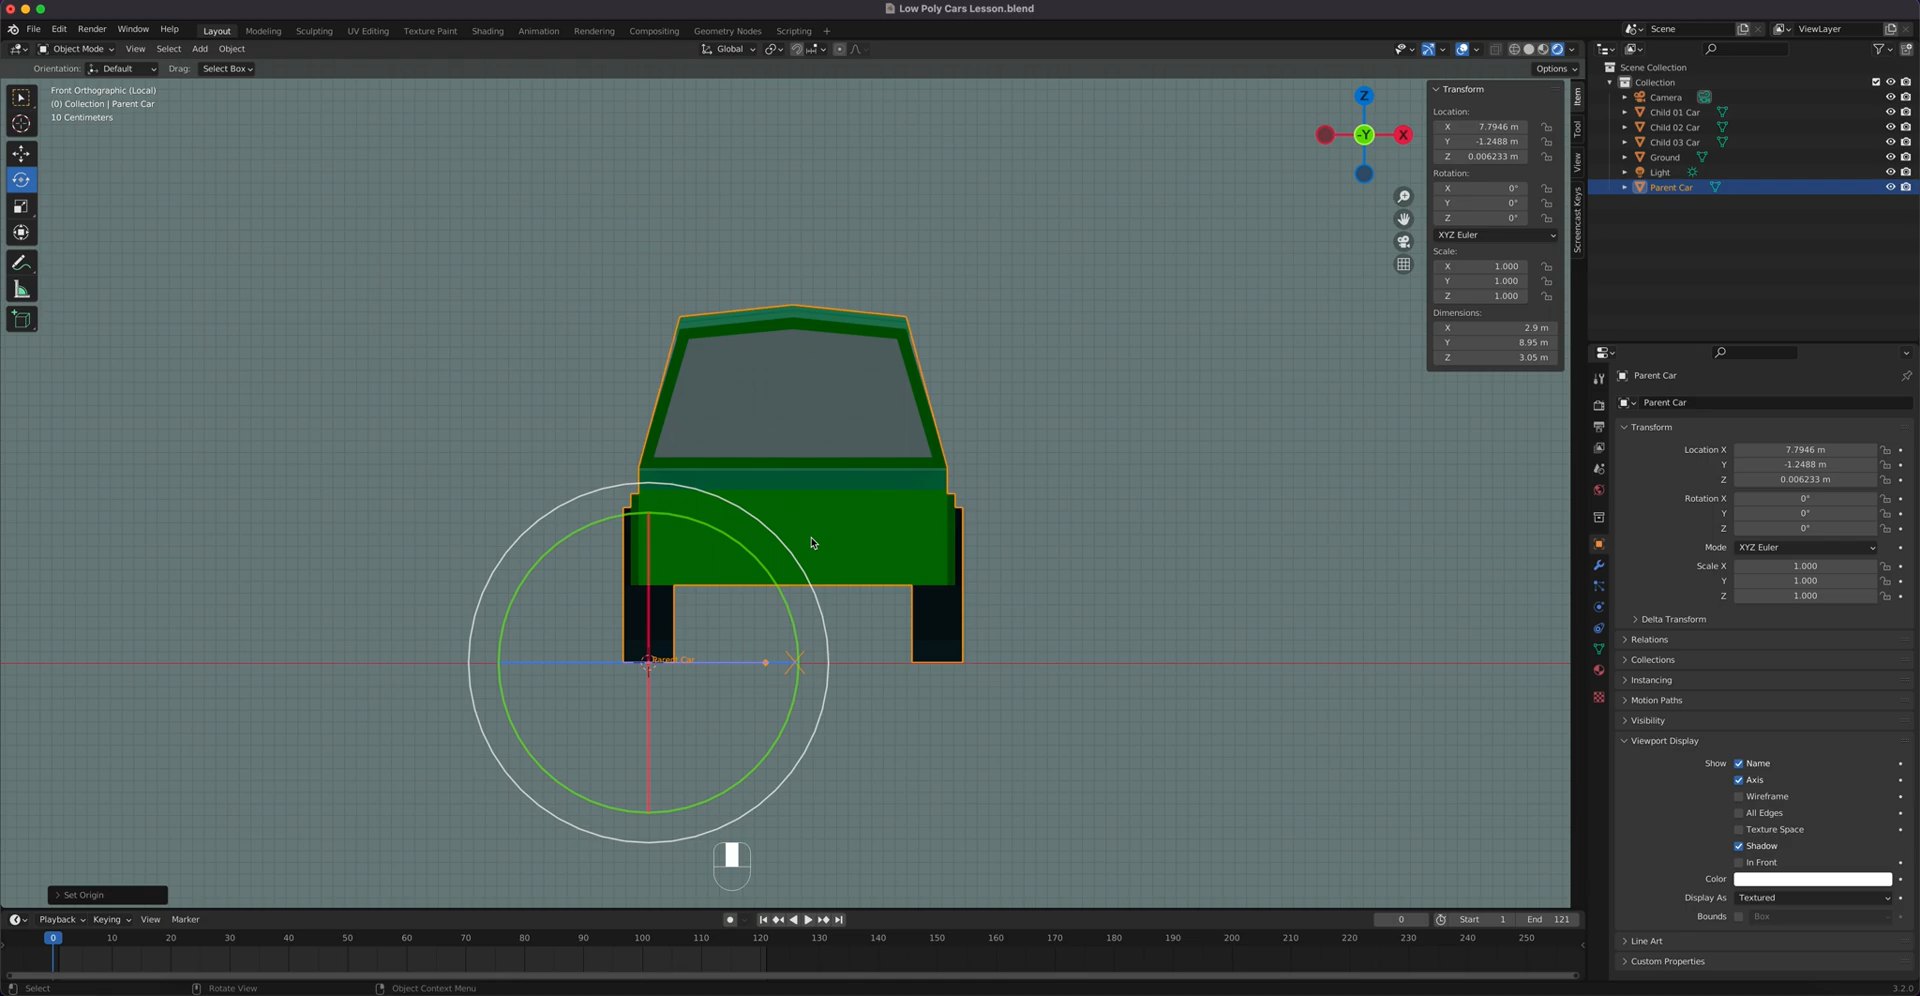 Low Poly Cars Lesson.blend
File Edit Render Window Help Layout Modeling Sculpting UV Editing Texture Paint Shading Animation Rendering Compositing Geometry Nodes Scripting + Scene ViewLayer
Object Mode View Select Add Object Global
Orientation: Default Drag: Select Box Options
Front Orthographic (Local)
(0) Collection | Parent Car
10 Centimeters
Z
-Y
X
Parent Car
Transform
Location:
X 7.7946 m
Y -1.2488 m
Z 0.006233 m
Rotation:
X 0°
Y 0°
Z 0°
XYZ Euler
Scale:
X 1.000
Y 1.000
Z 1.000
Dimensions:
X 2.9 m
Y 8.95 m
Z 3.05 m
Item
Tool
View
Screencast Keys
Scene Collection
Collection
Camera
Child 01 Car
Child 02 Car
Child 03 Car
Ground
Light
Parent Car
Parent Car
Parent Car
Transform
Location X 7.7946 m
Y -1.2488 m
Z 0.006233 m
Rotation X 0°
Y 0°
Z 0°
Mode XYZ Euler
Scale X 1.000
Y 1.000
Z 1.000
Delta Transform
Relations
Collections
Instancing
Motion Paths
Visibility
Viewport Display
Show Name
Axis
Wireframe
All Edges
Texture Space
Shadow
In Front
Color
Display As Textured
Bounds Box
Line Art
Custom Properties
Set Origin
Playback Keying View Marker 0 Start 1 End 121
0 10 20 30 40 50 60 70 80 90 100 110 120 130 140 150 160 170 180 190 200 210 220 230 240 250
Select Rotate View Object Context Menu 3.2.0